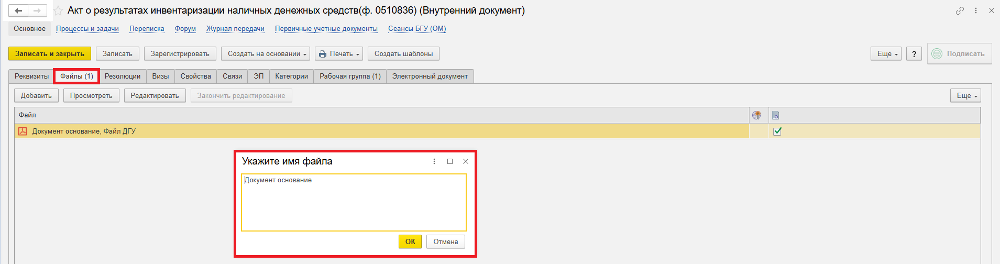 Акт о результатах инвентаризации наличных денежных средств(ф. 0510836) (Внутренний документ)
Основное Процессы и задачи Переписка Форум Журнал передачи Первичные учетные документы Сеансы БГУ (ОМ)
Записать и закрыть Записать Зарегистрировать Создать на основании Печать Создать шаблоны Еще ? Подписать
Реквизиты Файлы (1) Резолюции Визы Свойства Связи ЭП Категории Рабочая группа (1) Электронный документ
Добавить Просмотреть Редактировать Закончить редактирование Еще
Файл
Документ основание, Файл ДГУ
Укажите имя файла
Документ основание
ОК Отмена